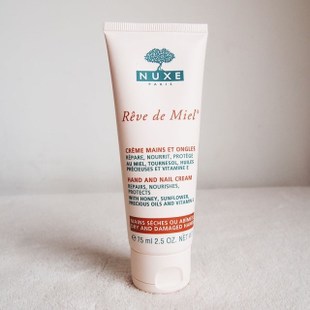 NUXE
PARIS
Rêve de Miel®
CRÈME MAINS ET ONGLES
RÉPARE, NOURRIT, PROTÈGE
AU MIEL, TOURNESOL, HUILES
PRÉCIEUSES ET VITAMINE E
HAND AND NAIL CREAM
REPAIRS, NOURISHES,
PROTECTS
WITH HONEY, SUNFLOWER,
PRECIOUS OILS AND VITAMIN
MAINS SÈCHES OU
DRY AND DAMAGED
75 ml 2.5 OZ. NET